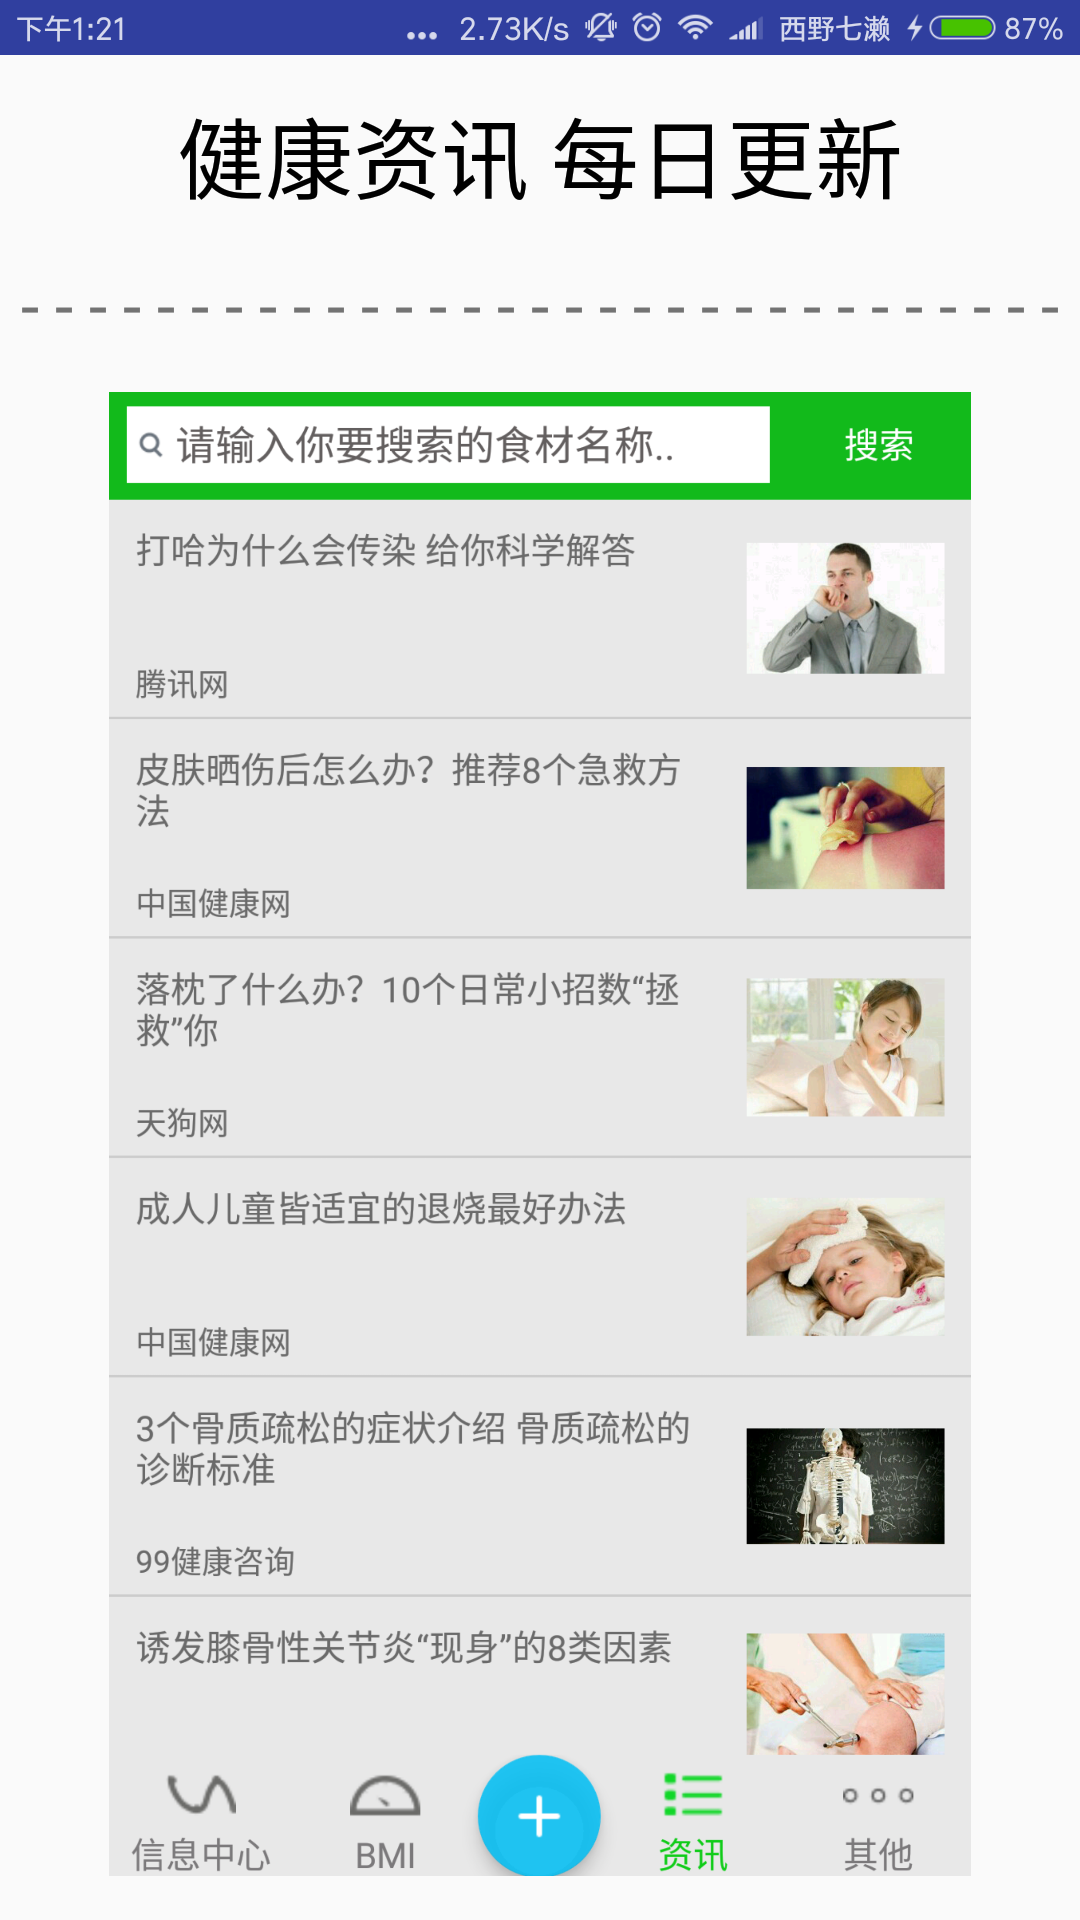 下午1:21 ... 2.73K/s 西野七濑 87%
健康资讯 每日更新
请输入你要搜索的食材名称.. 搜索
打哈为什么会传染 给你科学解答
腾讯网
皮肤晒伤后怎么办？推荐8个急救方
法
中国健康网
落枕了什么办？10个日常小招数“拯
救”你
天狗网
成人儿童皆适宜的退烧最好办法
中国健康网
3个骨质疏松的症状介绍 骨质疏松的
诊断标准
99健康咨询
诱发膝骨性关节炎“现身”的8类因素
信息中心 BMI 资讯 其他